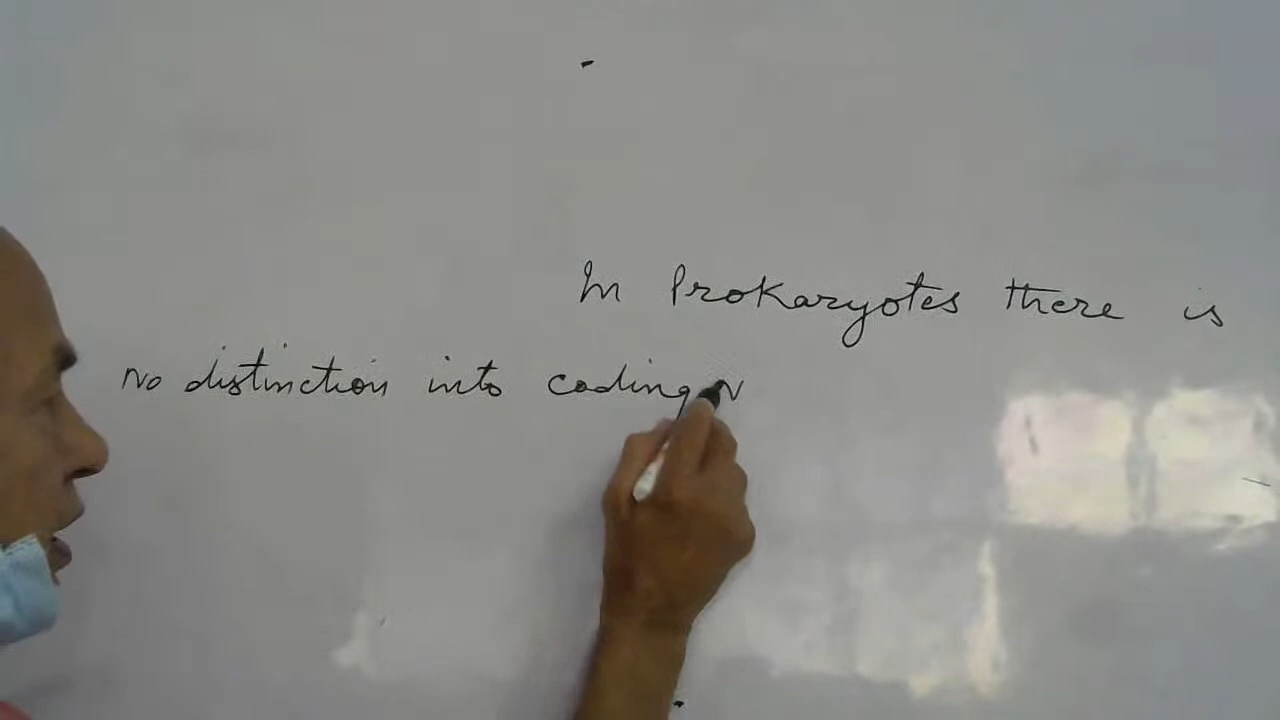 In Prokaryotes there is
No distinction into coding N